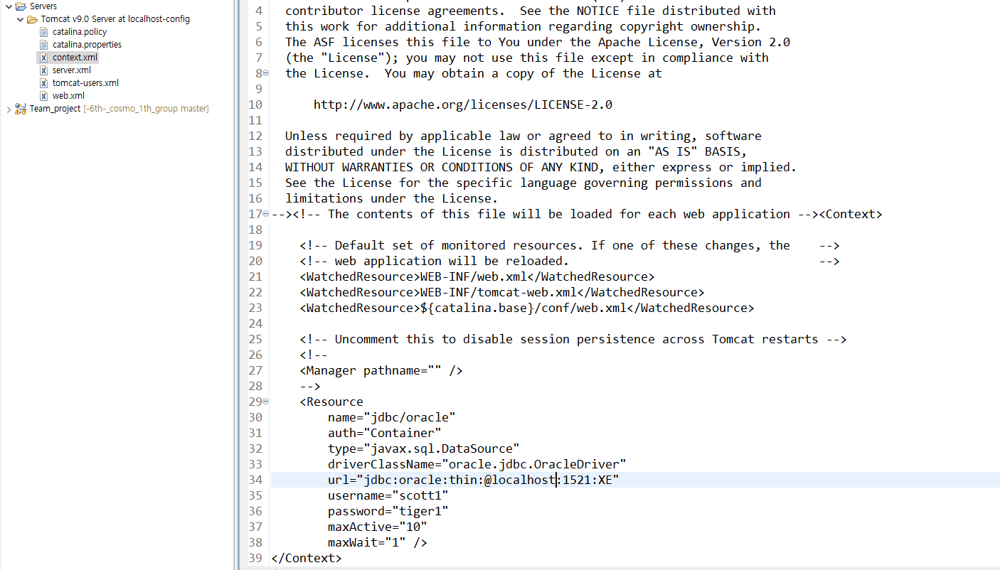 Servers
Tomcat v9.0 Server at localhost-config
catalina.policy
catalina.properties
context.xml
server.xml
tomcat-users.xml
web.xml
Team_project [-6th-_cosmo_1th_group master]
4 contributor license agreements.  See the NOTICE file distributed with
5 this work for additional information regarding copyright ownership.
6 The ASF licenses this file to You under the Apache License, Version 2.0
7 (the "License"); you may not use this file except in compliance with
8 the License.  You may obtain a copy of the License at
9
10 http://www.apache.org/licenses/LICENSE-2.0
11
12 Unless required by applicable law or agreed to in writing, software
13 distributed under the License is distributed on an "AS IS" BASIS,
14 WITHOUT WARRANTIES OR CONDITIONS OF ANY KIND, either express or implied.
15 See the License for the specific language governing permissions and
16 limitations under the License.
17 --><!-- The contents of this file will be loaded for each web application --><Context>
18
19 <!-- Default set of monitored resources. If one of these changes, the    -->
20 <!-- web application will be reloaded.                                   -->
21 <WatchedResource>WEB-INF/web.xml</WatchedResource>
22 <WatchedResource>WEB-INF/tomcat-web.xml</WatchedResource>
23 <WatchedResource>${catalina.base}/conf/web.xml</WatchedResource>
24
25 <!-- Uncomment this to disable session persistence across Tomcat restarts -->
26 <!--
27 <Manager pathname="" />
28 -->
29 <Resource
30 name="jdbc/oracle"
31 auth="Container"
32 type="javax.sql.DataSource"
33 driverClassName="oracle.jdbc.OracleDriver"
34 url="jdbc:oracle:thin:@localhost:1521:XE"
35 username="scott1"
36 password="tiger1"
37 maxActive="10"
38 maxWait="1" />
39 </Context>